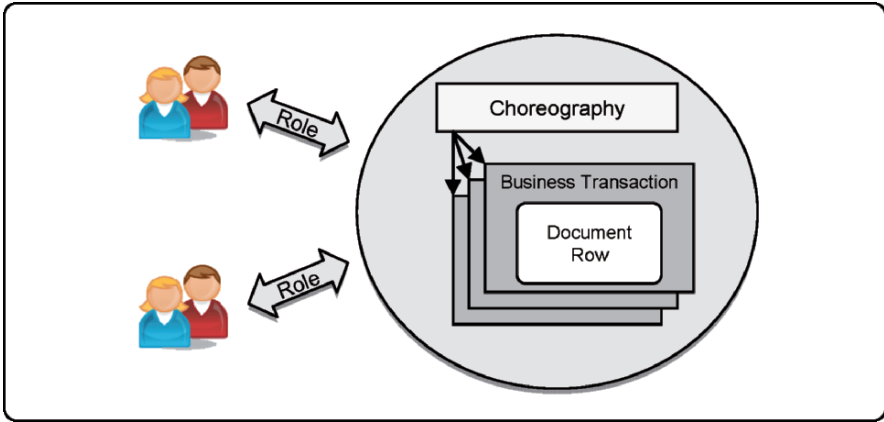 Role
Choreography
Business Transaction
Document
Row
Role